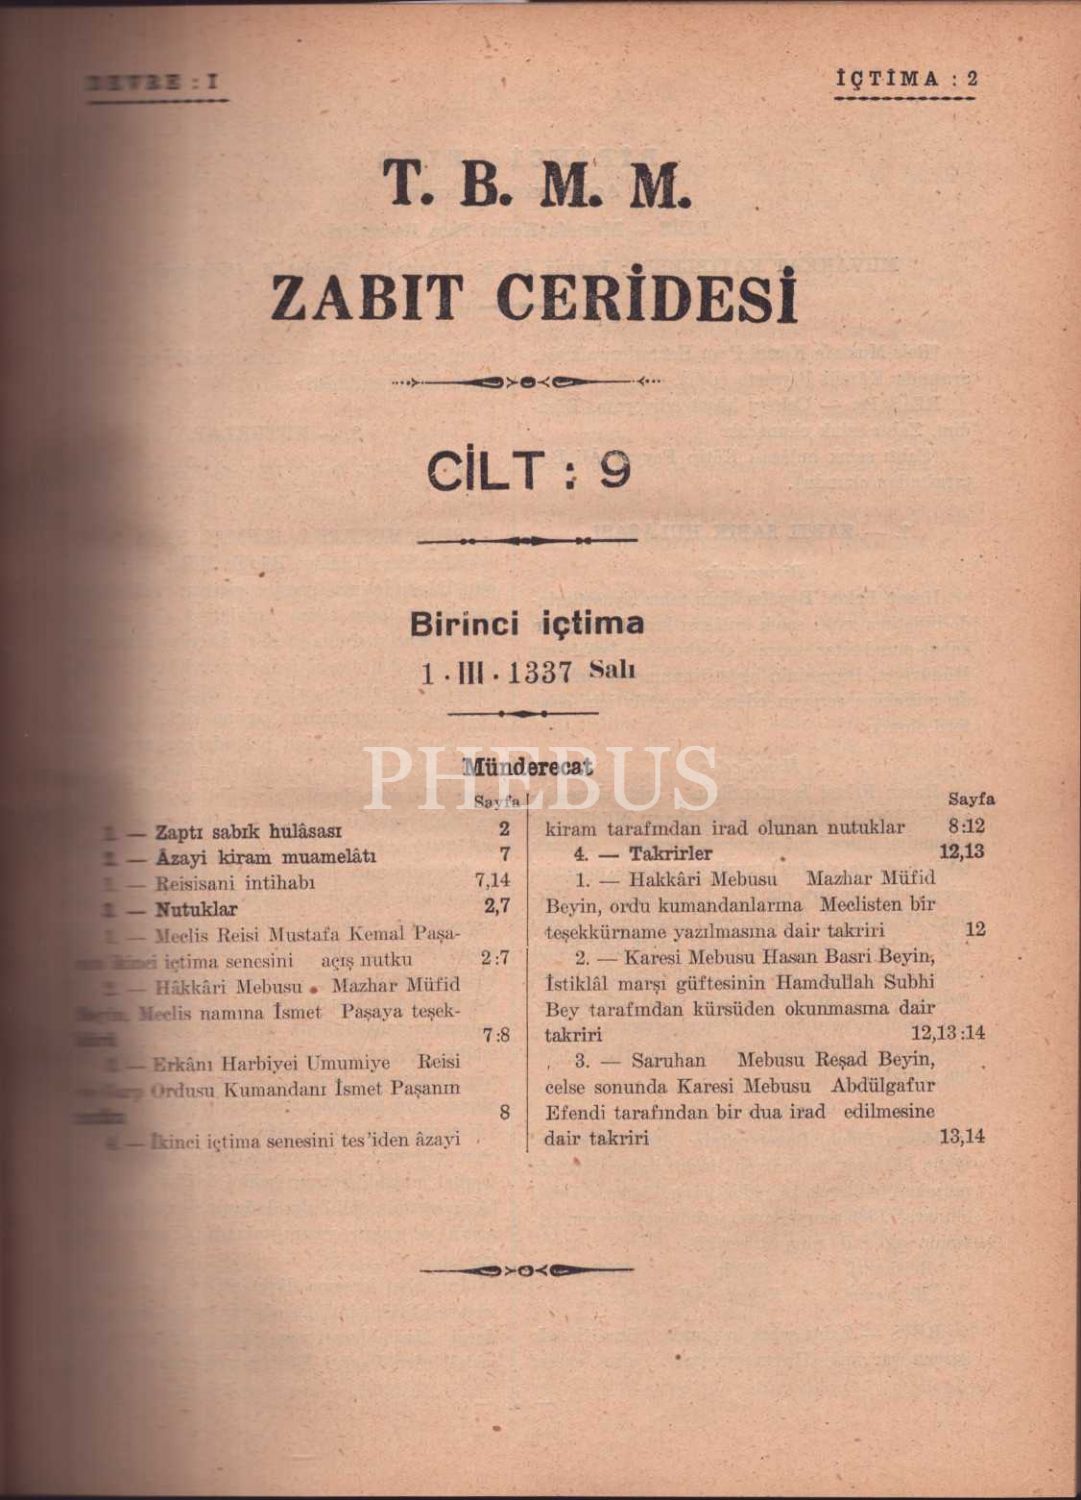 DEVRE : I
İÇTİMA : 2
T. B. M. M.
ZABIT CERİDESİ
CİLT : 9
Birinci içtima
1 . III . 1337 Salı
PHEBUS
Münderecat
Sayfa
— Zaptı sabık hulâsası 2
— Âzayi kiram muamelâtı 7
— Reisisani intihabı 7,14
— Nutuklar 2,7
— Meclis Reisi Mustafa Kemal Paşa-
ikinci içtima senesini açış nutku 2:7
— Hâkkâri Mebusu Mazhar Müfid
Beyin, Meclis namına İsmet Paşaya teşek-
7:8
— Erkânı Harbiyei Umumiye Reisi
Ordusu Kumandanı İsmet Paşanın
8
— İkinci içtima senesini tes'iden âzayi
Sayfa
kiram tarafından irad olunan nutuklar 8:12
4. — Takrirler 12,13
1. — Hakkâri Mebusu Mazhar Müfid
Beyin, ordu kumandanlarına Meclisten bir
teşekkürname yazılmasına dair takriri 12
2. — Karesi Mebusu Hasan Basri Beyin,
İstiklâl marşı güftesinin Hamdullah Subhi
Bey tarafından kürsüden okunmasına dair
takriri 12,13:14
3. — Saruhan Mebusu Reşad Beyin,
celse sonunda Karesi Mebusu Abdülgafur
Efendi tarafından bir dua irad edilmesine
dair takriri 13,14